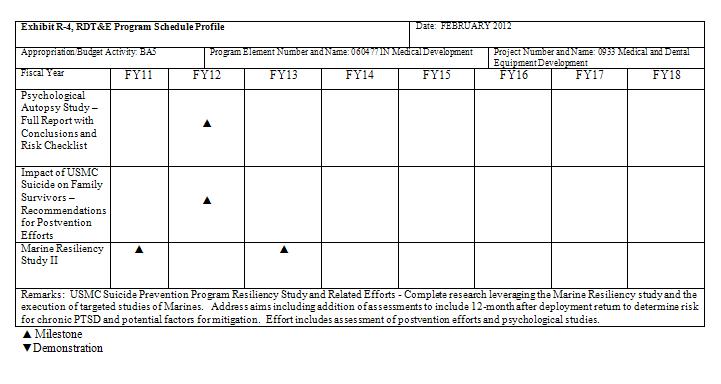 Exhibit R-4, RDT&E Program Schedule Profile
Date: FEBRUARY 2012
Appropriation/Budget Activity: BA5
Program Element Number and Name: 0604771N Medical Development
Project Number and Name: 0933 Medical and Dental
Equipment Development
Fiscal Year FY11 FY12 FY13 FY14 FY15 FY16 FY17 FY18
Psychological
Autopsy Study –
Full Report with
Conclusions and
Risk Checklist
▲
Impact of USMC
Suicide on Family
Survivors –
Recommendations
for Postvention
Efforts
▲
Marine Resiliency
Study II
▲ ▲
Remarks: USMC Suicide Prevention Program Resiliency Study and Related Efforts - Complete research leveraging the Marine Resiliency study and the
execution of targeted studies of Marines. Address aims including addition of assessments to include 12-month after deployment return to determine risk
for chronic PTSD and potential factors for mitigation. Effort includes assessment of postvention efforts and psychological studies.
▲ Milestone
▼Demonstration